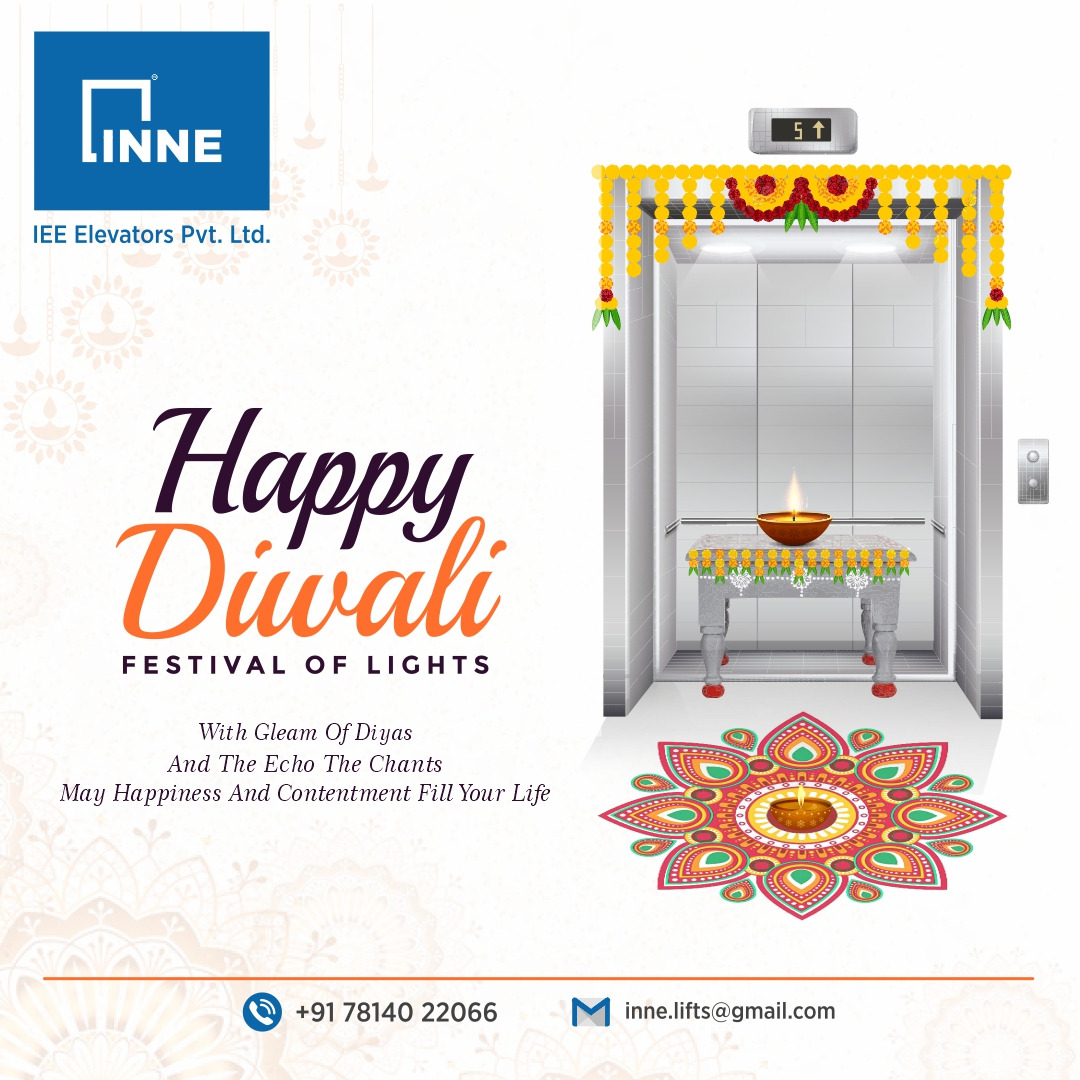 INNE
IEE Elevators Pvt. Ltd.
5↑
Happy
Diwali
FESTIVAL OF LIGHTS
With Gleam Of Diyas
And The Echo The Chants
May Happiness And Contentment Fill Your Life
+91 78140 22066
inne.lifts@gmail.com